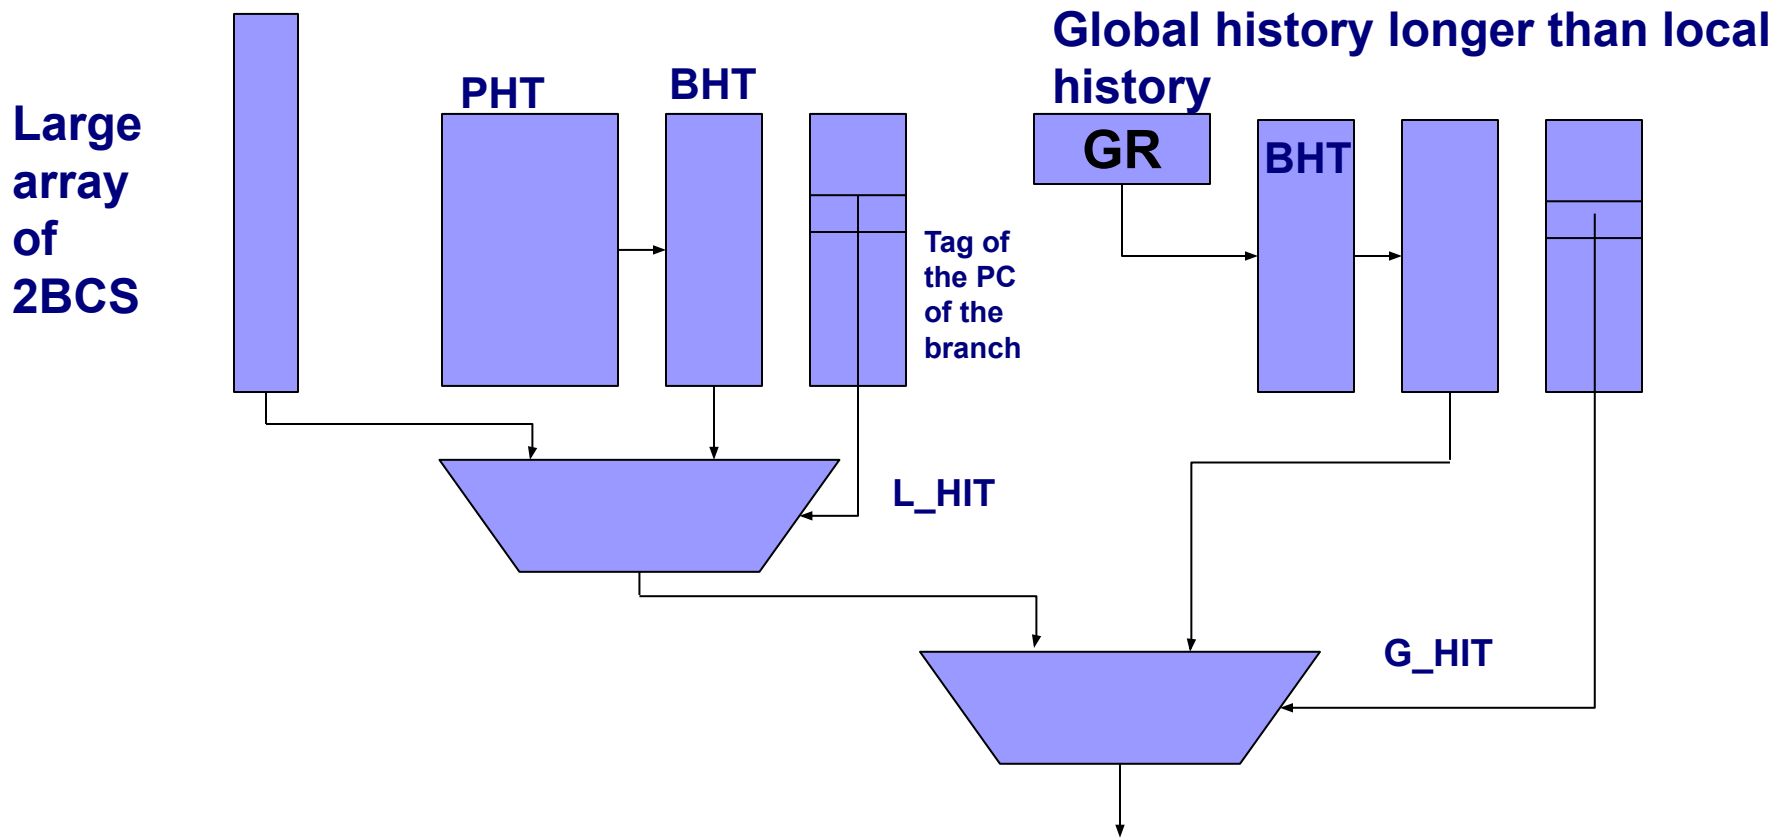 Global history longer than local
history
Large
array
of
2BCS
PHT
BHT
GR
BHT
Tag of
the PC
of the
branch
L_HIT
G_HIT